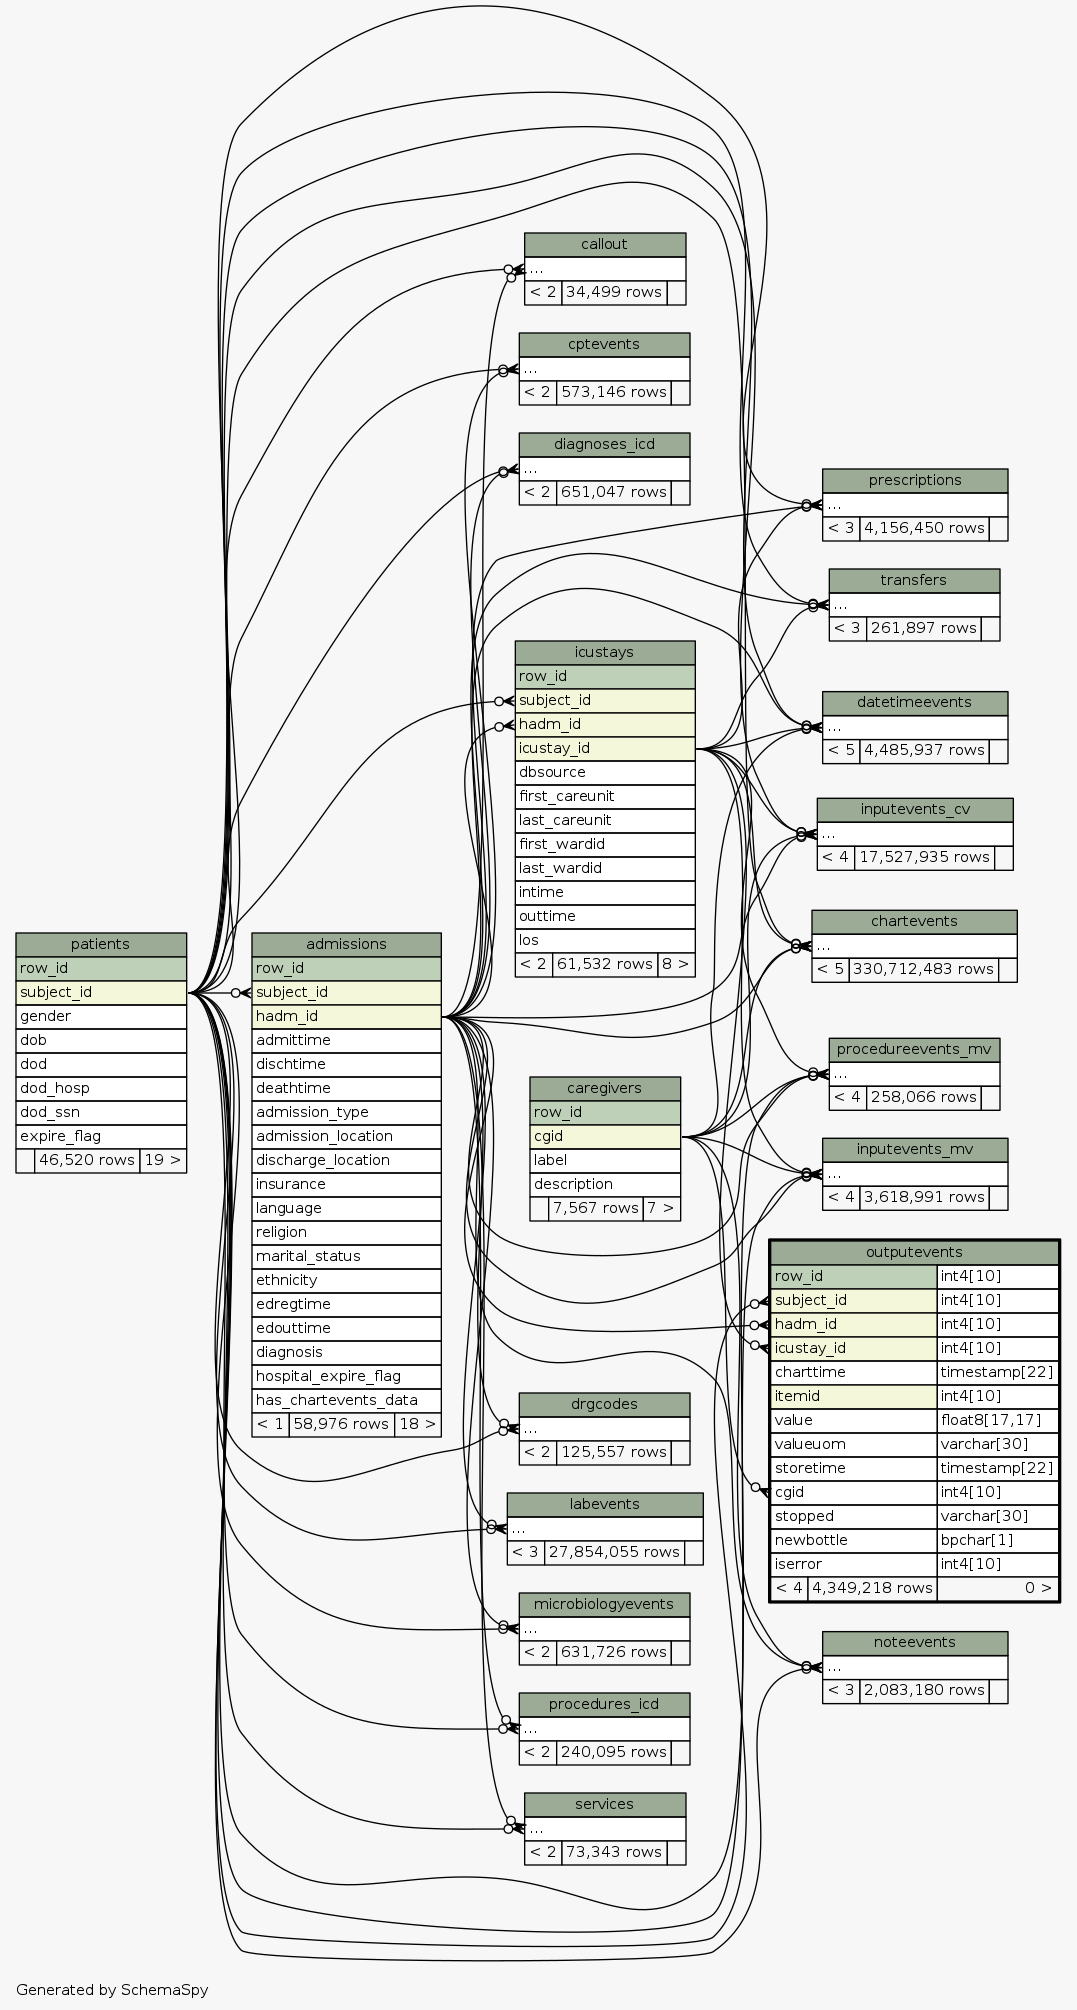 callout
...
< 2 34,499 rows
cptevents
...
< 2 573,146 rows
diagnoses_icd
...
< 2 651,047 rows
prescriptions
...
< 3 4,156,450 rows
transfers
...
< 3 261,897 rows
icustays
row_id
subject_id
hadm_id
icustay_id
dbsource
first_careunit
last_careunit
first_wardid
last_wardid
intime
outtime
los
< 2 61,532 rows 8 >
datetimeevents
...
< 5 4,485,937 rows
inputevents_cv
...
< 4 17,527,935 rows
chartevents
...
< 5 330,712,483 rows
patients
row_id
subject_id
gender
dob
dod
dod_hosp
dod_ssn
expire_flag
46,520 rows 19 >
admissions
row_id
subject_id
hadm_id
admittime
dischtime
deathtime
admission_type
admission_location
discharge_location
insurance
language
religion
marital_status
ethnicity
edregtime
edouttime
diagnosis
hospital_expire_flag
has_chartevents_data
< 1 58,976 rows 18 >
caregivers
row_id
cgid
label
description
7,567 rows 7 >
procedureevents_mv
...
< 4 258,066 rows
inputevents_mv
...
< 4 3,618,991 rows
outputevents
row_id int4[10]
subject_id int4[10]
hadm_id int4[10]
icustay_id int4[10]
charttime timestamp[22]
itemid int4[10]
value float8[17,17]
valueuom varchar[30]
storetime timestamp[22]
cgid int4[10]
stopped varchar[30]
newbottle bpchar[1]
iserror int4[10]
< 4 4,349,218 rows 0 >
drgcodes
...
< 2 125,557 rows
labevents
...
< 3 27,854,055 rows
microbiologyevents
...
< 2 631,726 rows
noteevents
...
< 3 2,083,180 rows
procedures_icd
...
< 2 240,095 rows
services
...
< 2 73,343 rows
Generated by SchemaSpy